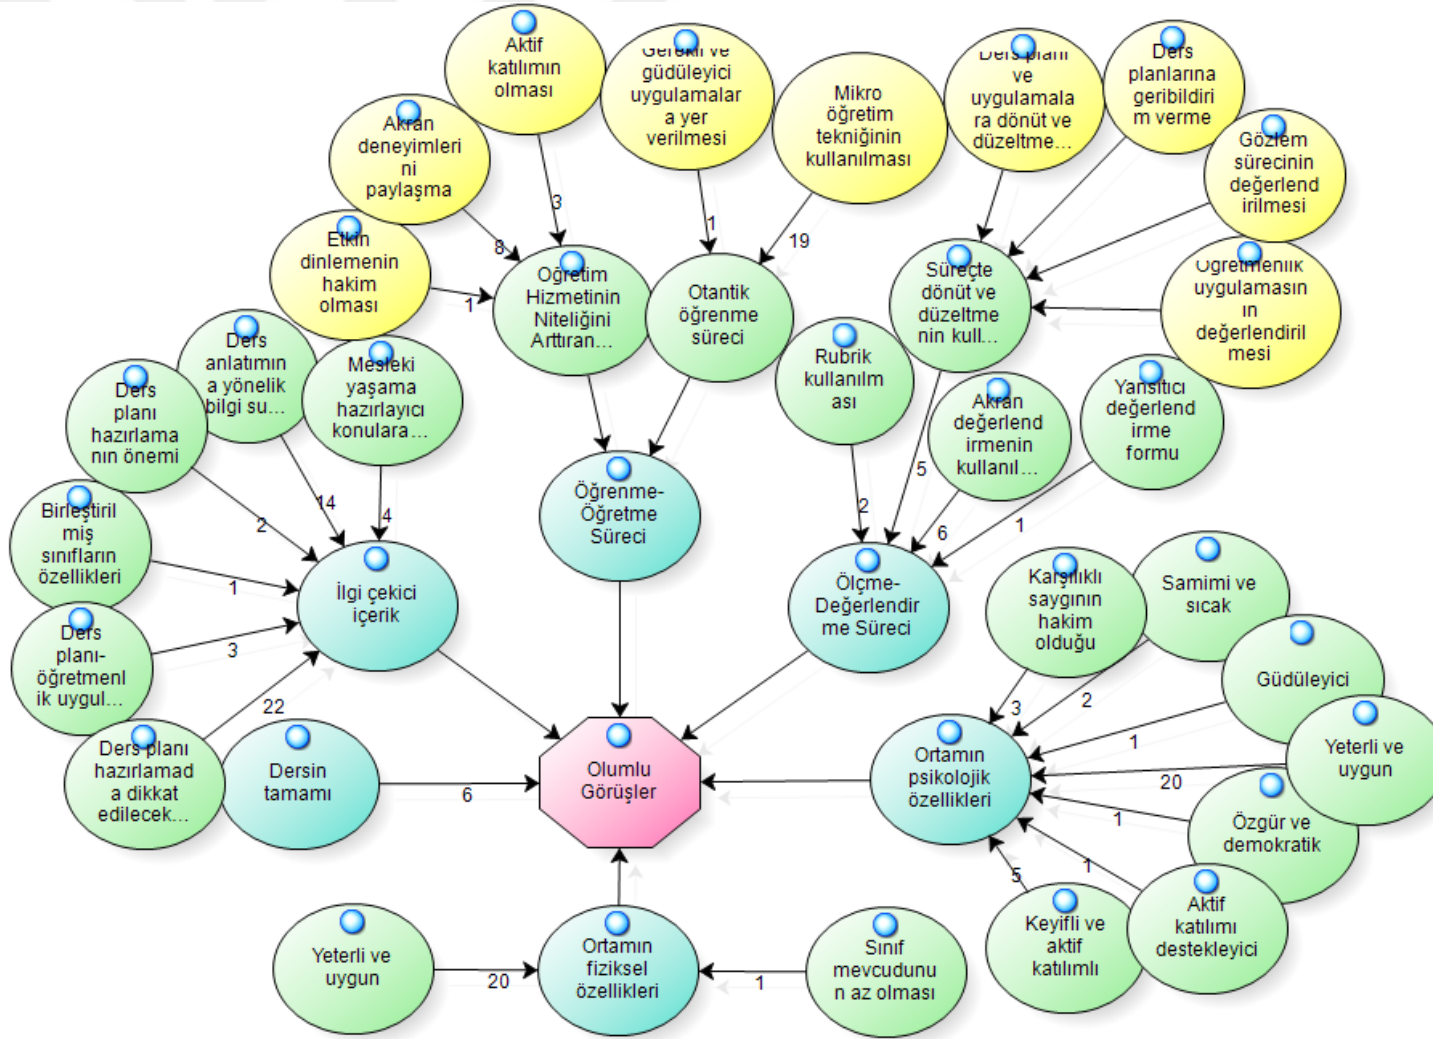 Aktif
katılımın
olması
Gerekli ve
güdüleyici
uygulamalar
a yer
verilmesi
Mikro
öğretim
tekniğinin
kullanılması
Ders planı
ve
uygulamala
ra dönüt ve
düzeltme...
Ders
planlarına
geribildiri
m verme
Gözlem
sürecinin
değerlend
irilmesi
Öğretmenlik
uygulamasın
ın
değerlendiril
mesi
Akran
deneyimleri
ni
paylaşma
Etkin
dinlemenin
hakim
olması
3
8
1
1
19
Öğretim
Hizmetinin
Niteliğini
Arttıran...
Otantik
öğrenme
süreci
Süreçte
dönüt ve
düzeltme
nin kull...
Ders
anlatımın
a yönelik
bilgi su...
Mesleki
yaşama
hazırlayıcı
konulara...
Ders
planı
hazırlama
nın önemi
Birleştiril
miş
sınıfların
özellikleri
Ders
planı-
öğretmenl
ik uygul...
Ders planı
hazırlamad
a dikkat
edilecek...
14
4
2
1
3
22
İlgi çekici
içerik
Öğrenme-
Öğretme
Süreci
Rubrik
kullanılm
ası
Akran
değerlend
irmenin
kullanıl...
Yansıtıcı
değerlend
irme
formu
5
2
6
1
Ölçme-
Değerlendir
me Süreci
Karşılıklı
saygının
hakim
olduğu
Samimi ve
sıcak
Güdüleyici
Yeterli ve
uygun
Özgür ve
demokratik
Aktif
katılımı
destekleyici
Keyifli ve
aktif
katılımlı
3
2
1
20
1
1
5
Ortamın
psikolojik
özellikleri
Dersin
tamamı
6
Olumlu
Görüşler
Yeterli ve
uygun
20
Ortamın
fiziksel
özellikleri
1
Sınıf
mevcudunu
n az olması